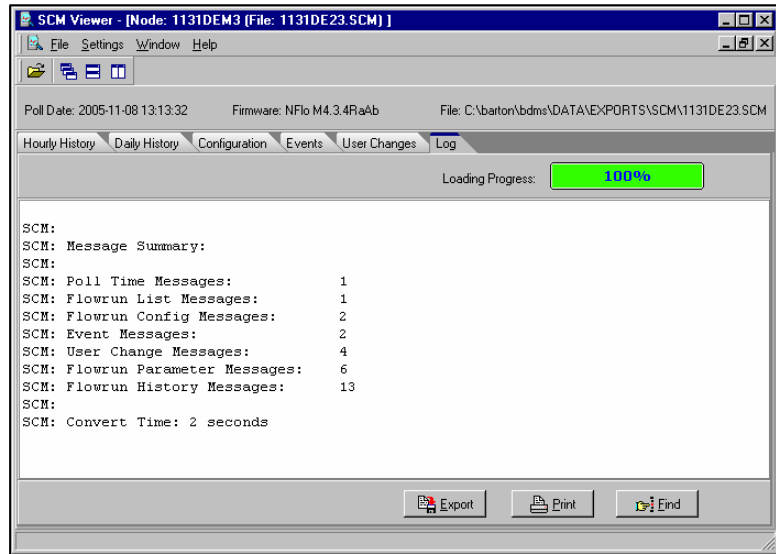 SCM Viewer - [Node: 1131DEM3 (File: 1131DE23.SCM) ]
File Settings Window Help
Poll Date: 2005-11-08 13:13:32 Firmware: NFlo M4.3.4RaAb File: C:\barton\bdms\DATA\EXPORTS\SCM\1131DE23.SCM
Hourly History Daily History Configuration Events User Changes Log
Loading Progress: 100%
SCM:
SCM: Message Summary:
SCM:
SCM: Poll Time Messages: 1
SCM: Flowrun List Messages: 1
SCM: Flowrun Config Messages: 2
SCM: Event Messages: 2
SCM: User Change Messages: 4
SCM: Flowrun Parameter Messages: 6
SCM: Flowrun History Messages: 13
SCM:
SCM: Convert Time: 2 seconds
Export Print Find